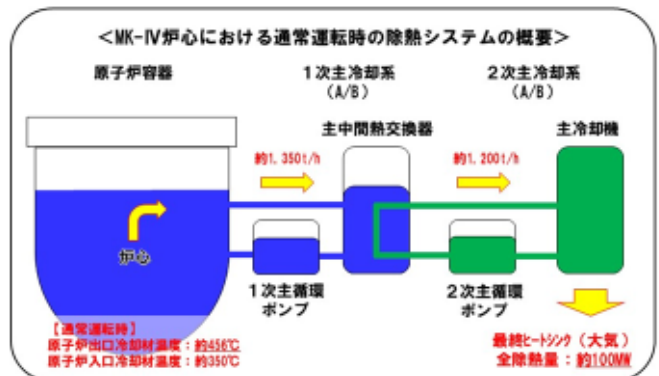 <MK-Ⅳ炉心における通常運転時の除熱システムの概要>
原子炉容器
1次主冷却系
(A/B)
2次主冷却系
(A/B)
主中間熱交換器
主冷却機
約1,350t/h
約1,200t/h
炉心
1次主循環
ポンプ
2次主循環
ポンプ
【通常運転時】
原子炉出口冷却材温度:約456℃
原子炉入口冷却材温度:約350℃
最終ヒートシンク(大気)
全除熱量:約100MW